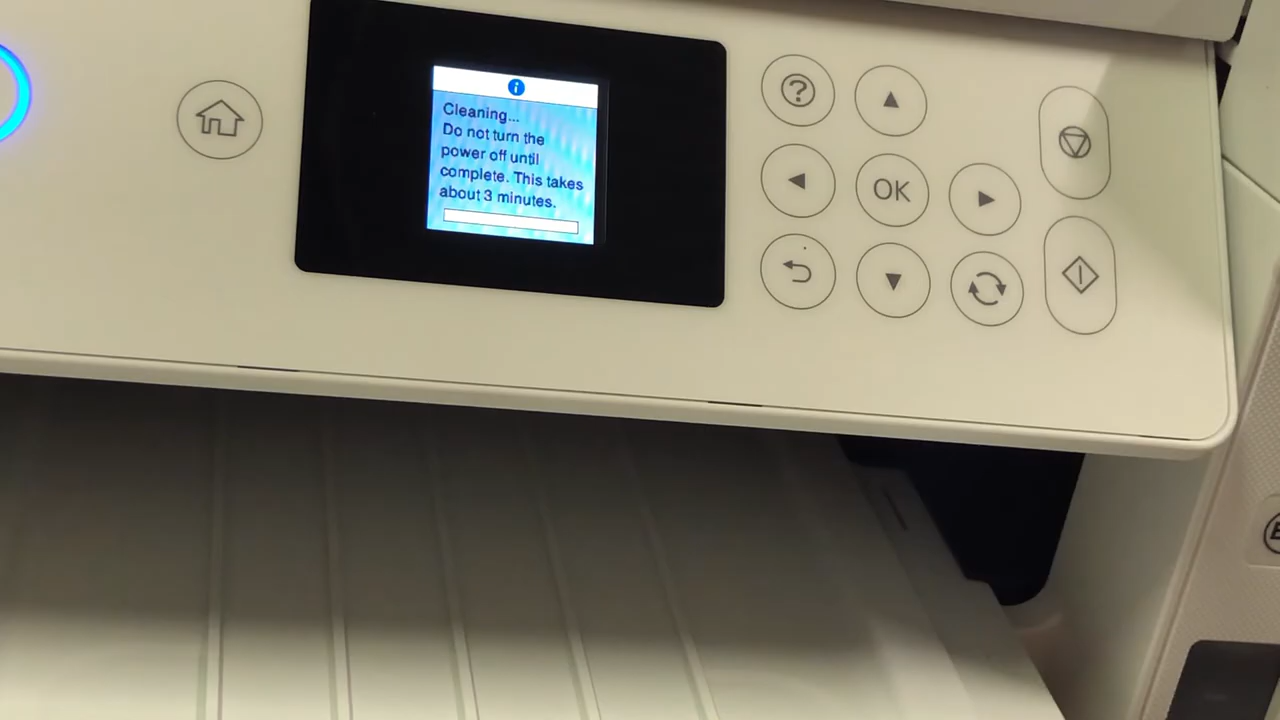 Cleaning...
Do not turn the
power off until
complete. This takes
about 3 minutes.
OK